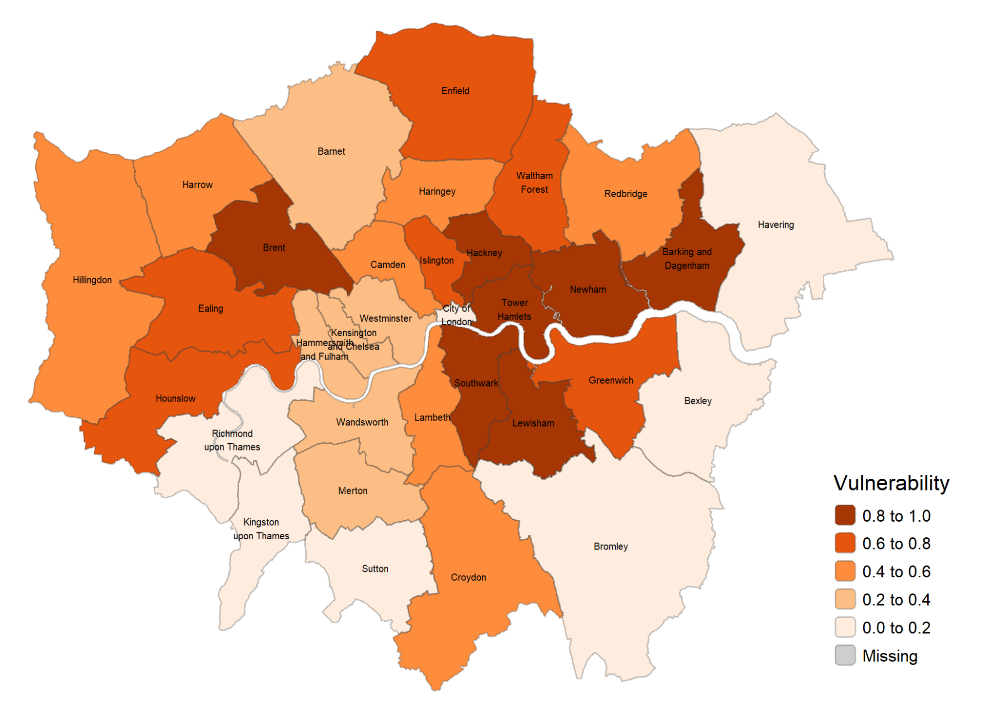 Enfield
Barnet
Waltham
Forest
Harrow
Haringey
Redbridge
Havering
Brent
Hackney
Barking and
Dagenham
Islington
Camden
Hillingdon
Newham
Ealing
Tower
Hamlets
City of
London
Westminster
Kensington
and Chelsea
Hammersmith
and Fulham
Southwark
Greenwich
Hounslow
Bexley
Lambeth
Wandsworth
Lewisham
Richmond
upon Thames
Merton
Kingston
upon Thames
Bromley
Sutton
Croydon
Vulnerability
0.8 to 1.0
0.6 to 0.8
0.4 to 0.6
0.2 to 0.4
0.0 to 0.2
Missing